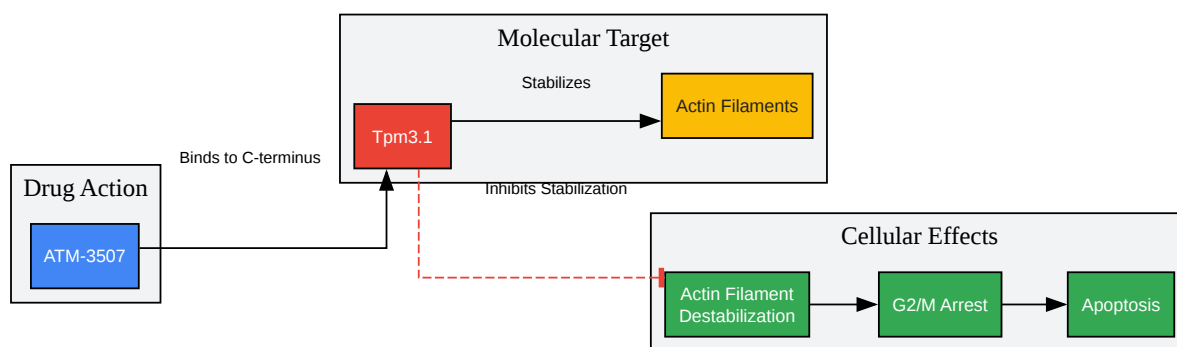 Molecular Target
Stabilizes
Actin Filaments
Tpm3.1
Binds to C-terminus
Inhibits Stabilization
Drug Action
ATM-3507
Cellular Effects
Actin Filament
Destabilization
G2/M Arrest
Apoptosis